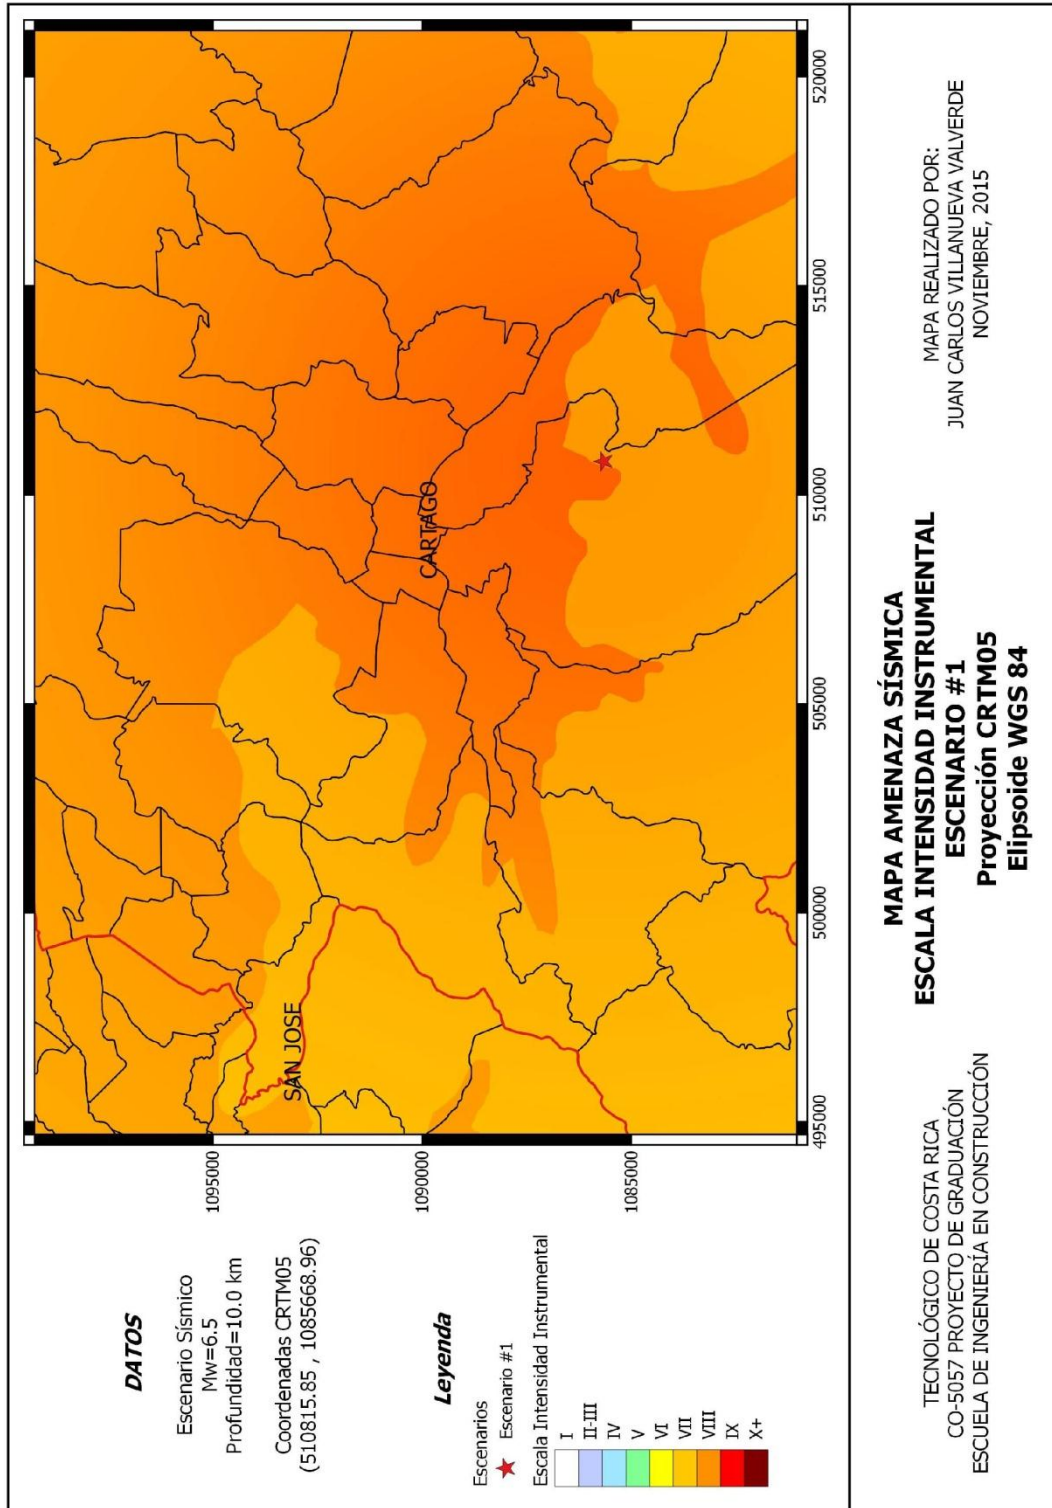 DATOS
Escenario Sísmico
Mw=6.5
Profundidad=10.0 km
Coordenadas CRTM05
(510815.85 , 1085668.96)
Leyenda
Escenarios
Escenario #1
Escala Intensidad Instrumental
I
II-III
IV
V
VI
VII
VIII
IX
X+
1095000
1090000
1085000
495000
500000
505000
510000
515000
520000
SAN JOSE
CARTAGO
TECNOLÓGICO DE COSTA RICA
CO-5057 PROYECTO DE GRADUACIÓN
ESCUELA DE INGENIERÍA EN CONSTRUCCIÓN
MAPA AMENAZA SÍSMICA
ESCALA INTENSIDAD INSTRUMENTAL
ESCENARIO #1
Proyección CRTM05
Elipsoide WGS 84
MAPA REALIZADO POR:
JUAN CARLOS VILLANUEVA VALVERDE
NOVIEMBRE, 2015